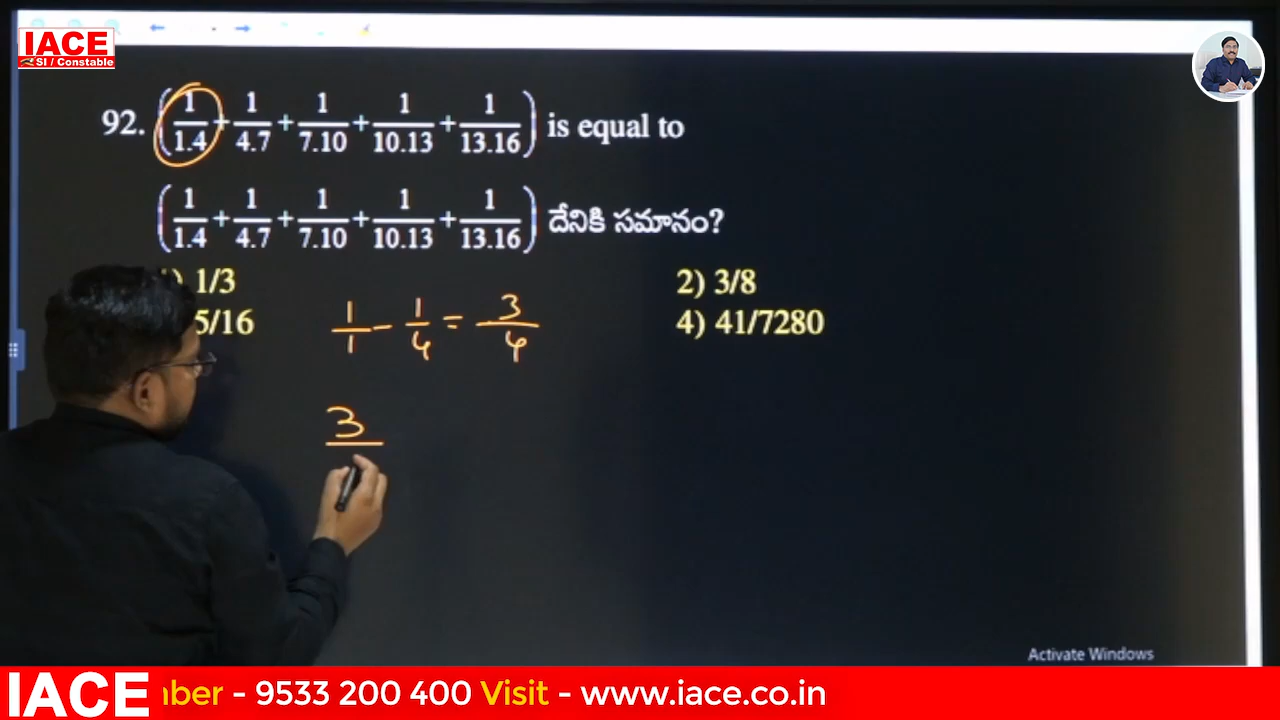 IACE
SI / Constable
92. (1/1.4 + 1/4.7 + 1/7.10 + 1/10.13 + 1/13.16) is equal to
(1/1.4 + 1/4.7 + 1/7.10 + 1/10.13 + 1/13.16) దేనికి సమానం?
1/3
2) 3/8
5/16
4) 41/7280
1/1 - 1/4 = 3/4
3
Activate Windows
IACE
- 9533 200 400 Visit - www.iace.co.in